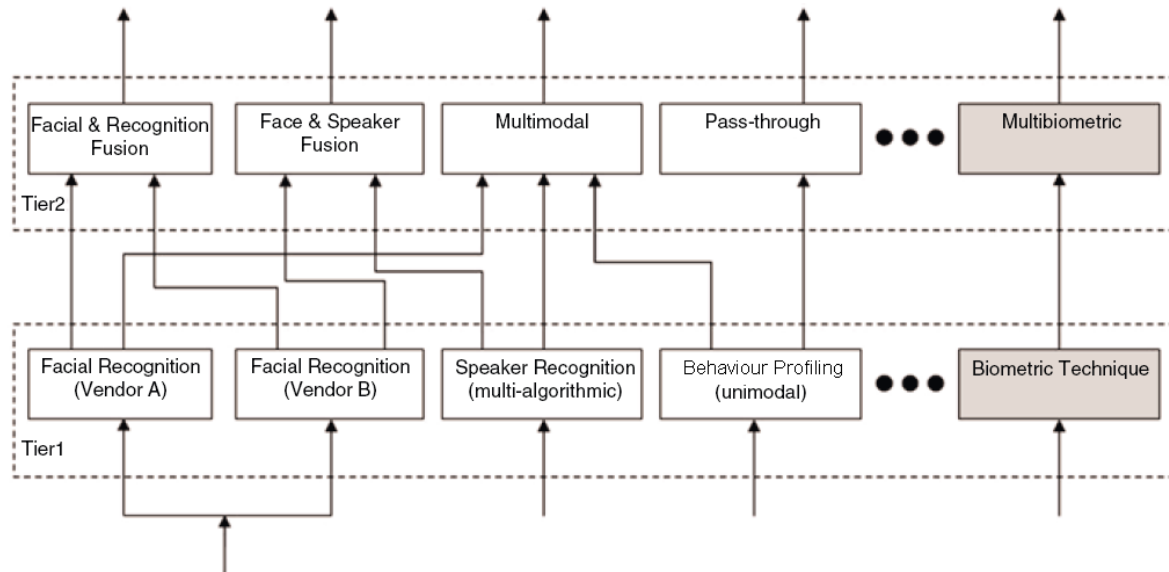 Facial & Recognition
Fusion
Face & Speaker
Fusion
Multimodal
Pass-through
Multibiometric
Tier2
Facial Recognition
(Vendor A)
Facial Recognition
(Vendor B)
Speaker Recognition
(multi-algorithmic)
Behaviour Profiling
(unimodal)
Biometric Technique
Tier1